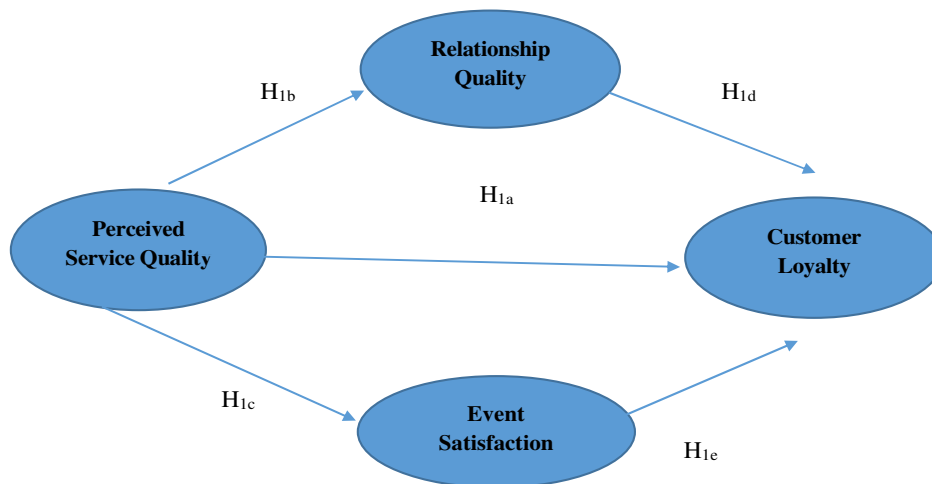 Relationship
Quality
H1b
H1d
H1a
Perceived
Service Quality
Customer
Loyalty
H1c
Event
Satisfaction
H1e